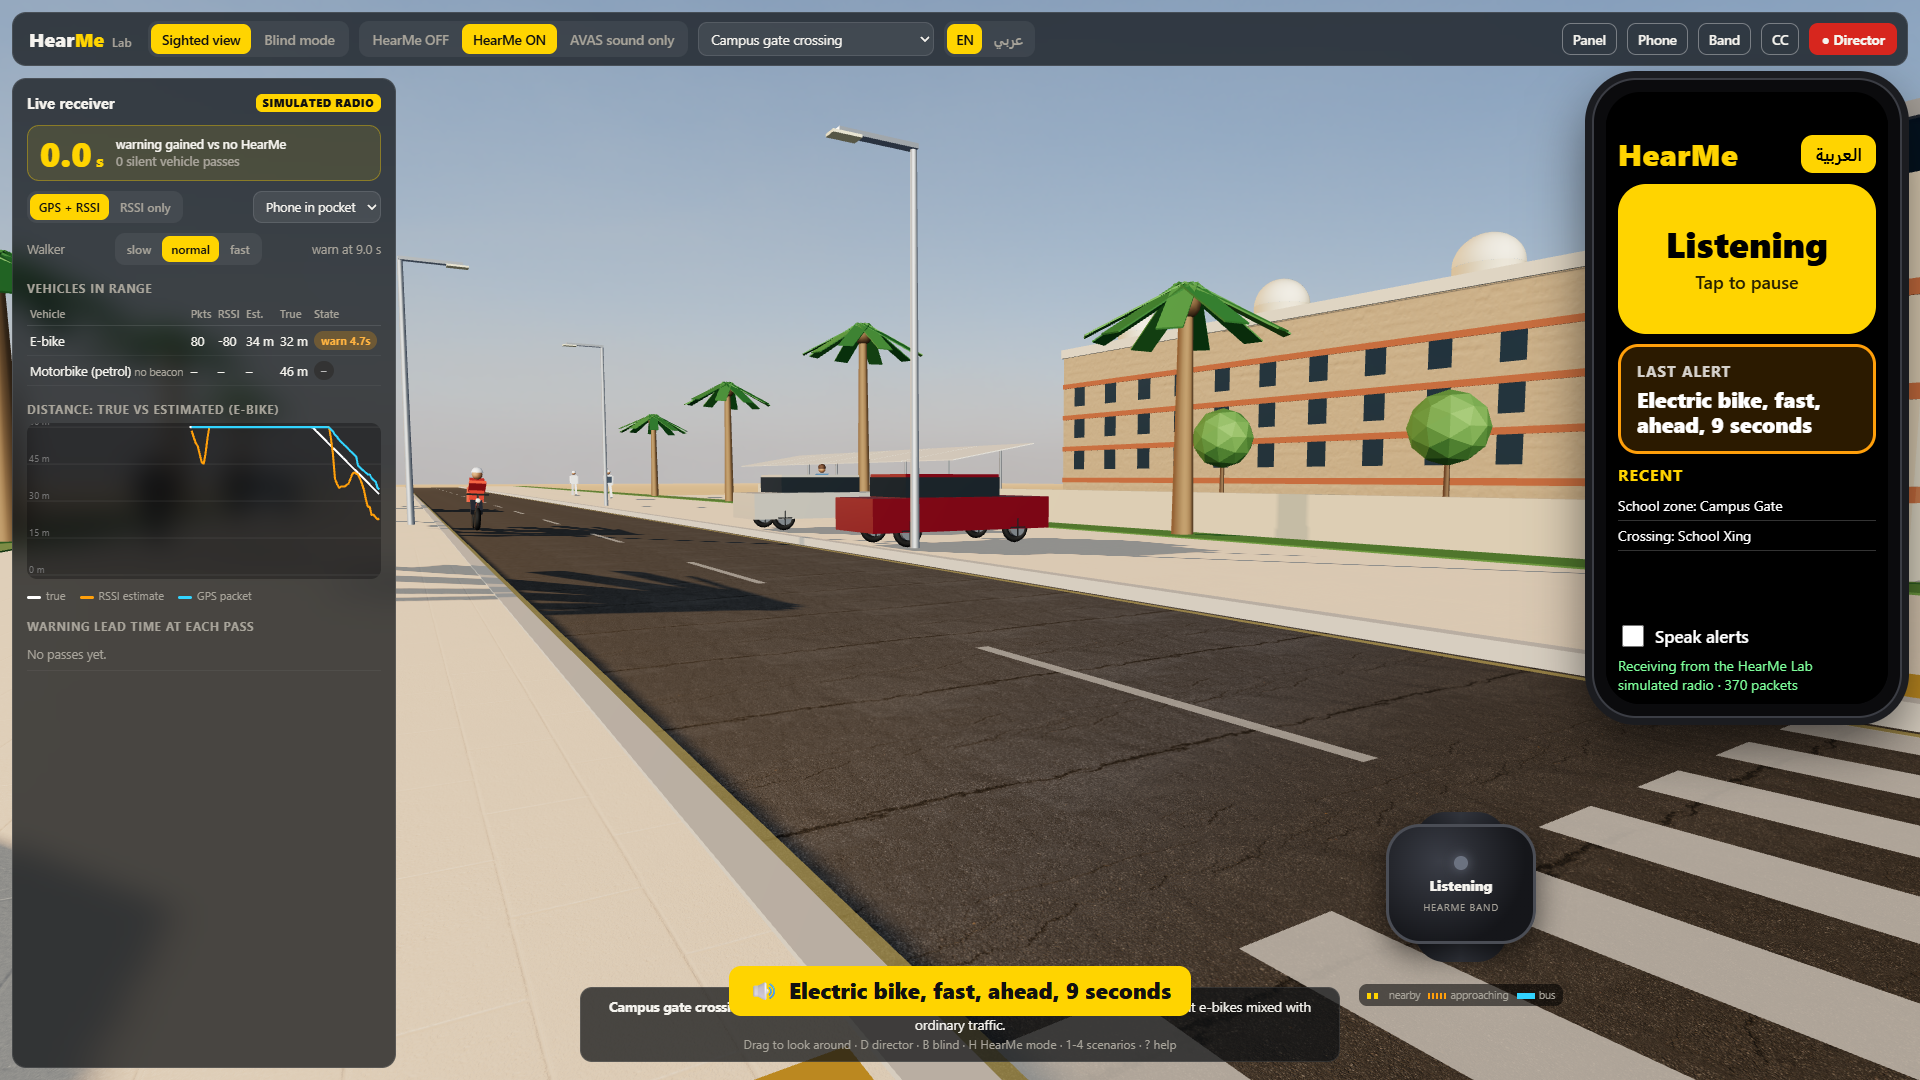 HearMe Lab
Sighted view
Blind mode
HearMe OFF
HearMe ON
AVAS sound only
Campus gate crossing
EN
عربي
Panel
Phone
Band
CC
● Director
Live receiver
SIMULATED RADIO
0.0 s
warning gained vs no HearMe
0 silent vehicle passes
GPS + RSSI
RSSI only
Phone in pocket
Walker
slow
normal
fast
warn at 9.0 s
VEHICLES IN RANGE
Vehicle Pkts RSSI Est. True State
E-bike 80 -80 34 m 32 m warn 4.7s
Motorbike (petrol) no beacon – – – 46 m –
DISTANCE: TRUE VS ESTIMATED (E-BIKE)
45 m
30 m
15 m
0 m
true
RSSI estimate
GPS packet
WARNING LEAD TIME AT EACH PASS
No passes yet.
HearMe
العربية
Listening
Tap to pause
LAST ALERT
Electric bike, fast,
ahead, 9 seconds
RECENT
School zone: Campus Gate
Crossing: School Xing
Speak alerts
Receiving from the HearMe Lab
simulated radio · 370 packets
Listening
HEARME BAND
nearby
approaching
bus
Electric bike, fast, ahead, 9 seconds
Campus gate e-bikes mixed with
ordinary traffic.
Drag to look around · D director · B blind · H HearMe mode · 1-4 scenarios · ? help